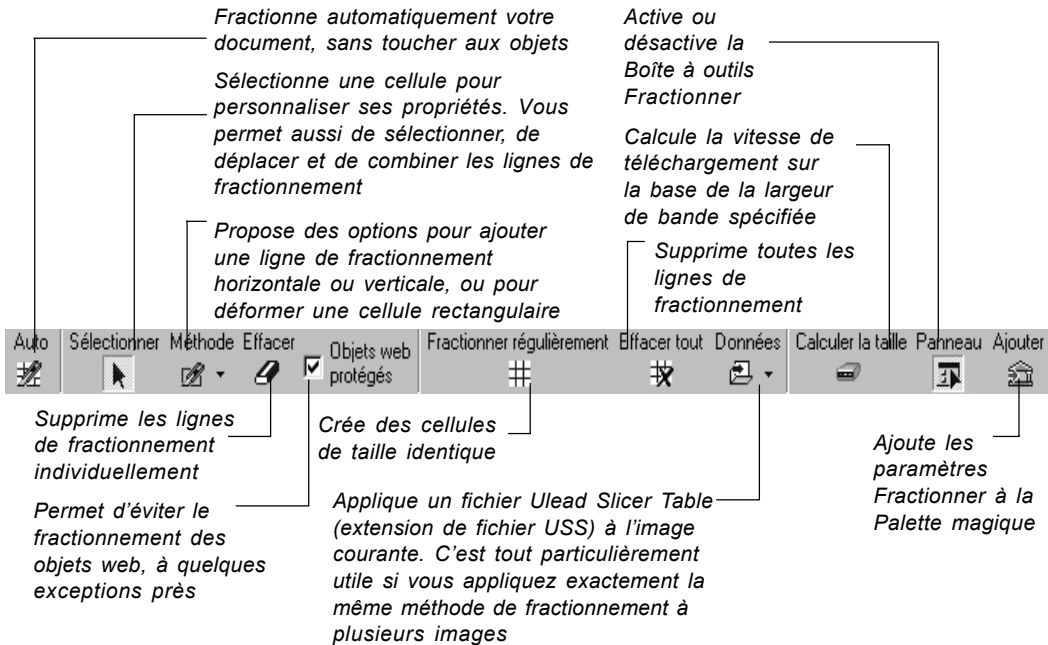 Fractionne automatiquement votre
document, sans toucher aux objets
Sélectionne une cellule pour
personnaliser ses propriétés. Vous
permet aussi de sélectionner, de
déplacer et de combiner les lignes de
fractionnement
Propose des options pour ajouter
une ligne de fractionnement
horizontale ou verticale, ou pour
déformer une cellule rectangulaire
Active ou
désactive la
Boîte à outils
Fractionner
Calcule la vitesse de
téléchargement sur
la base de la largeur
de bande spécifiée
Supprime toutes les
lignes de
fractionnement
Auto Sélectionner Méthode Effacer Objets web protégés Fractionner régulièrement Effacer tout Données Calculer la taille Panneau Ajouter
Supprime les lignes
de fractionnement
individuellement
Permet d'éviter le
fractionnement des
objets web, à quelques
exceptions près
Crée des cellules
de taille identique
Applique un fichier Ulead Slicer Table
(extension de fichier USS) à l'image
courante. C'est tout particulièrement
utile si vous appliquez exactement la
même méthode de fractionnement à
plusieurs images
Ajoute les
paramètres
Fractionner à la
Palette magique